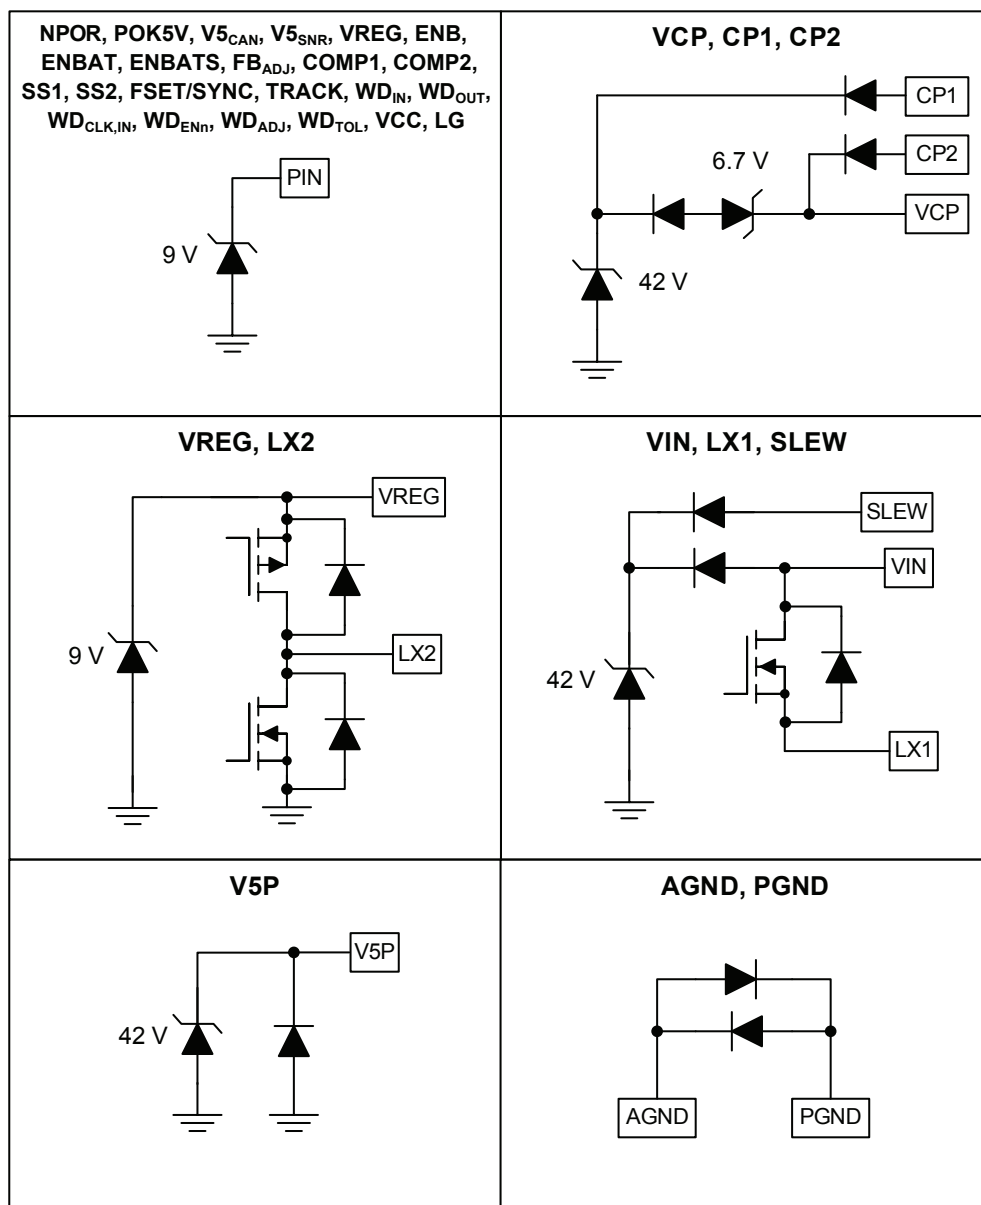 NPOR, POK5V, V5CAN, V5SNR, VREG, ENB,
ENBAT, ENBATS, FBADJ, COMP1, COMP2,
SS1, SS2, FSET/SYNC, TRACK, WDIN, WDOUT,
WDCLK,IN, WDENn, WDADJ, WDTOL, VCC, LG
PIN
9 V
VCP, CP1, CP2
CP1
CP2
6.7 V
VCP
42 V
VREG, LX2
VREG
9 V
LX2
VIN, LX1, SLEW
SLEW
VIN
42 V
LX1
V5P
V5P
42 V
AGND, PGND
AGND
PGND